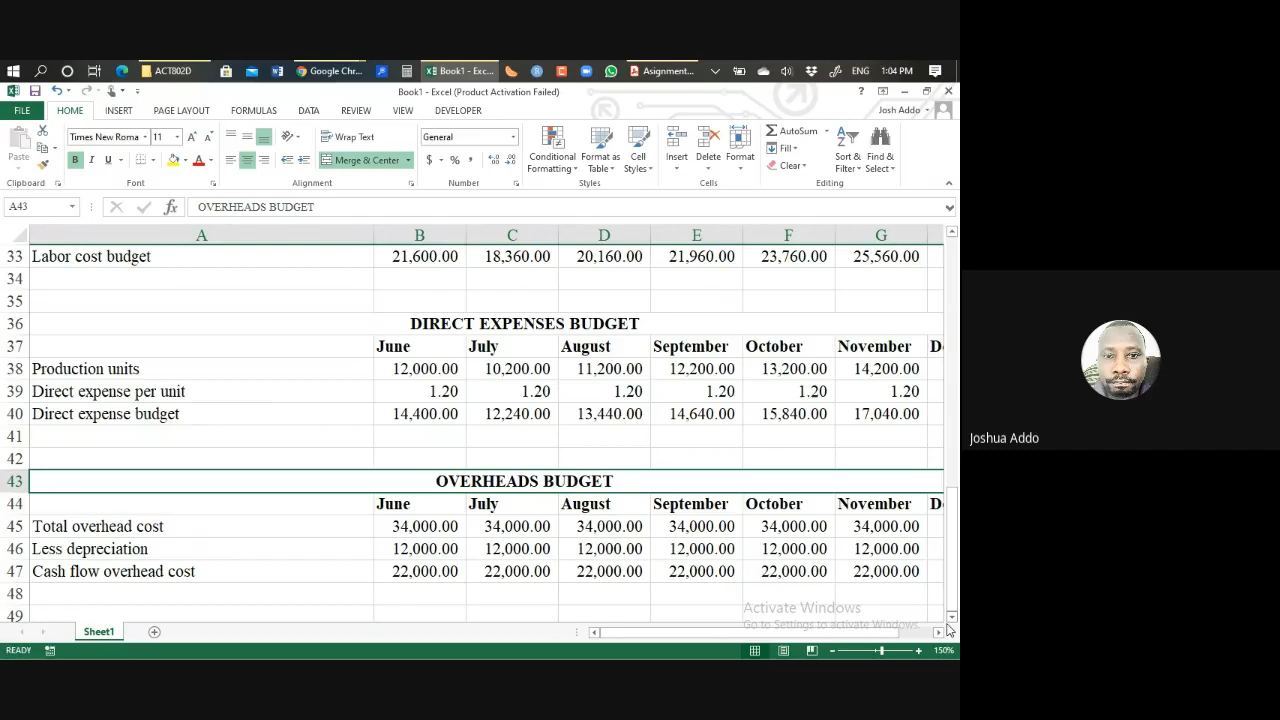 ACT802D
Google Chr...
Book1 - Exc...
Asignment...
ENG
1:04 PM
Book1 - Excel (Product Activation Failed)
?
FILE HOME INSERT PAGE LAYOUT FORMULAS DATA REVIEW VIEW DEVELOPER
Josh Addo
Paste
Times New Roma 11
B I U
Wrap Text
Merge & Center
General
$ % ,
Conditional Formatting
Format as Table
Cell Styles
Insert Delete Format
AutoSum
Fill
Clear
Sort & Filter
Find & Select
Clipboard Font Alignment Number Styles Cells Editing
A43 fx OVERHEADS BUDGET
A B C D E F G
33 Labor cost budget 21,600.00 18,360.00 20,160.00 21,960.00 23,760.00 25,560.00
34
35
36 DIRECT EXPENSES BUDGET
37 June July August September October November De
38 Production units 12,000.00 10,200.00 11,200.00 12,200.00 13,200.00 14,200.00
39 Direct expense per unit 1.20 1.20 1.20 1.20 1.20 1.20
40 Direct expense budget 14,400.00 12,240.00 13,440.00 14,640.00 15,840.00 17,040.00
41
42
43 OVERHEADS BUDGET
44 June July August September October November De
45 Total overhead cost 34,000.00 34,000.00 34,000.00 34,000.00 34,000.00 34,000.00
46 Less depreciation 12,000.00 12,000.00 12,000.00 12,000.00 12,000.00 12,000.00
47 Cash flow overhead cost 22,000.00 22,000.00 22,000.00 22,000.00 22,000.00 22,000.00
48
49
Activate Windows
Go to Settings to activate Windows.
Sheet1
READY
150%
Joshua Addo